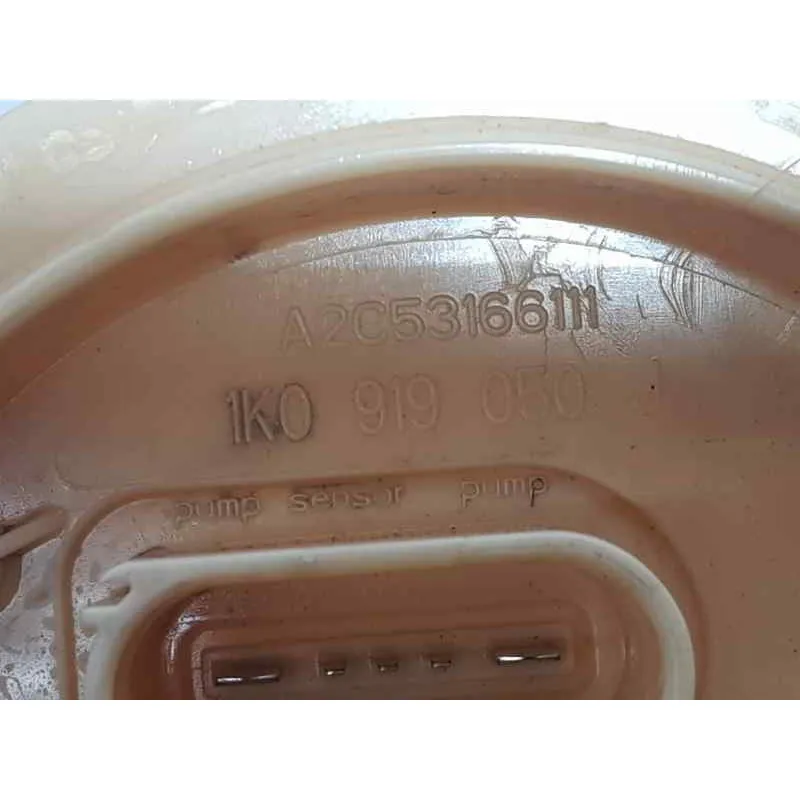 A2C53166111
1K0 919 050 J
pump sensor pump